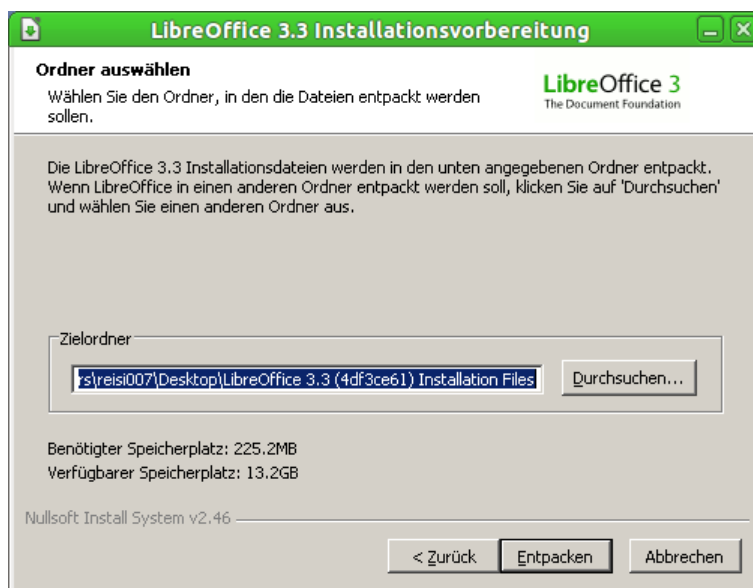 LibreOffice 3.3 Installationsvorbereitung
Ordner auswählen
Wählen Sie den Ordner, in den die Dateien entpackt werden
sollen.
LibreOffice 3
The Document Foundation
Die LibreOffice 3.3 Installationsdateien werden in den unten angegebenen Ordner entpackt.
Wenn LibreOffice in einen anderen Ordner entpackt werden soll, klicken Sie auf 'Durchsuchen'
und wählen Sie einen anderen Ordner aus.
Zielordner
rs\reisi007\Desktop\LibreOffice 3.3 (4df3ce61) Installation Files
Durchsuchen...
Benötigter Speicherplatz: 225.2MB
Verfügbarer Speicherplatz: 13.2GB
Nullsoft Install System v2.46
< Zurück
Entpacken
Abbrechen